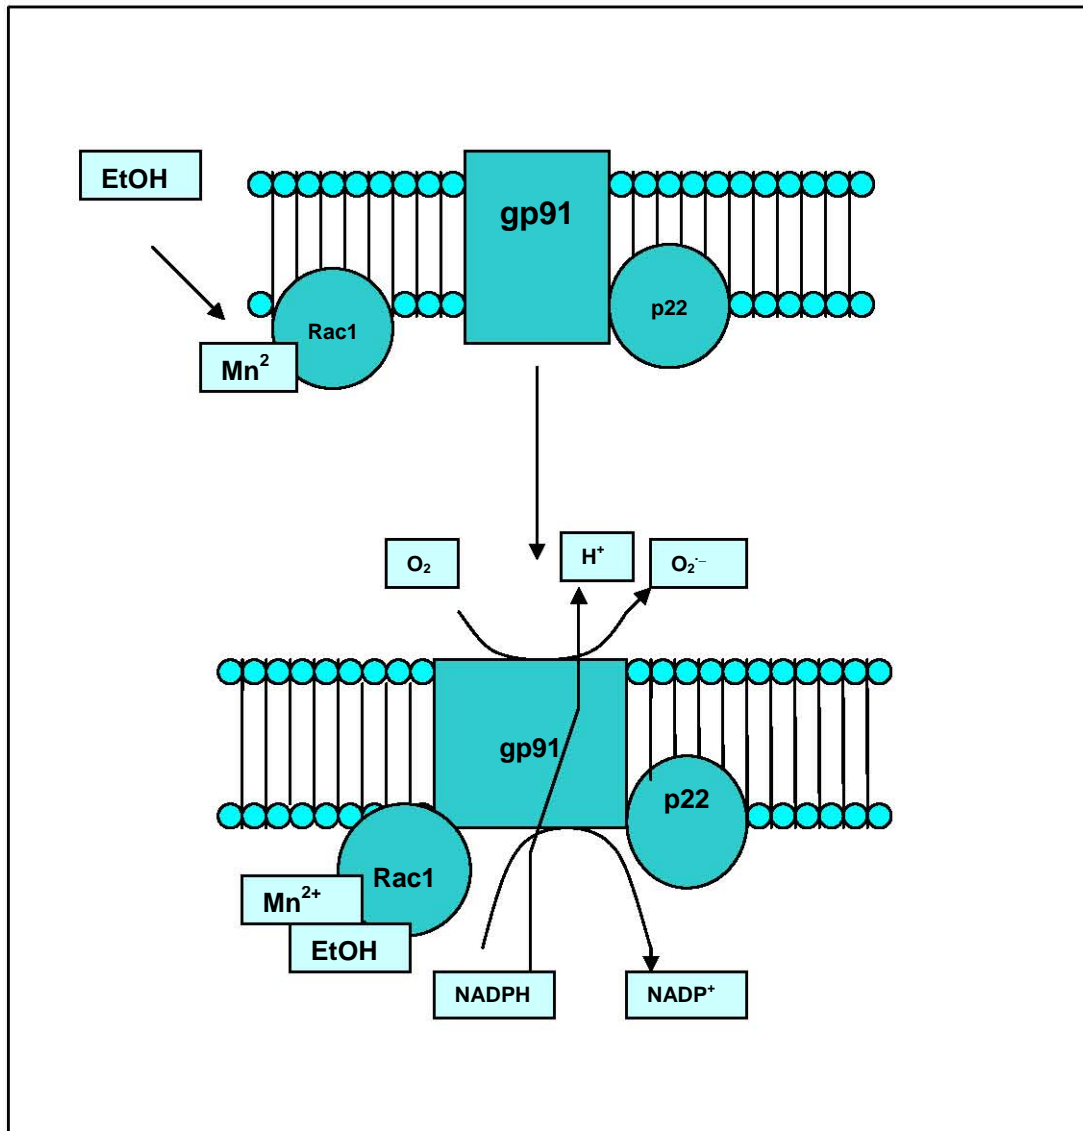 EtOH
gp91
p22
Rac1
Mn²
O₂
H⁺
O₂·⁻
gp91
p22
Rac1
Mn²⁺
EtOH
NADPH
NADP⁺